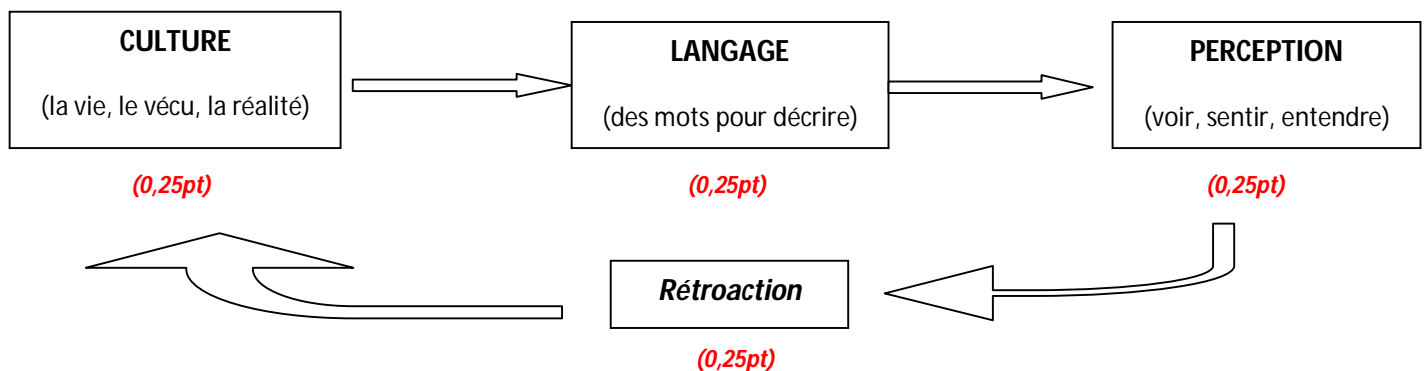 CULTURE
(la vie, le vécu, la réalité)
(0,25pt)
LANGAGE
(des mots pour décrire)
(0,25pt)
PERCEPTION
(voir, sentir, entendre)
(0,25pt)
Rétroaction
(0,25pt)